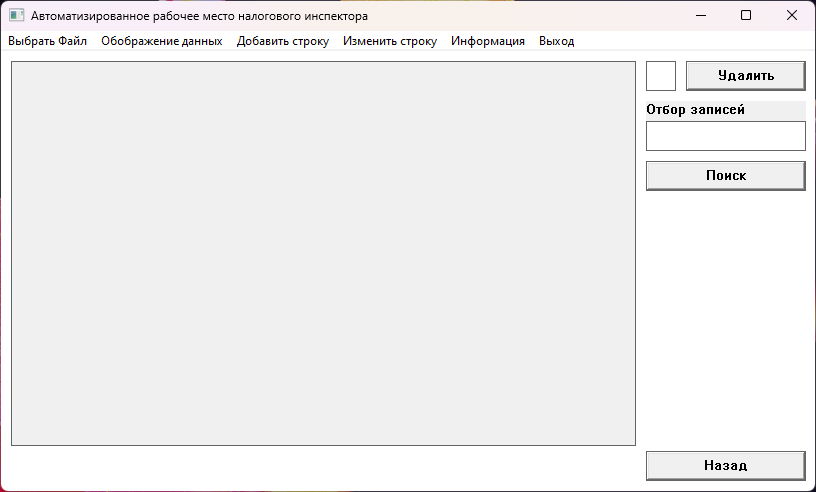 Автоматизированное рабочее место налогового инспектора
Выбрать Файл Обображение данных Добавить строку Изменить строку Информация Выход
Удалить
Отбор записей
Поиск
Назад